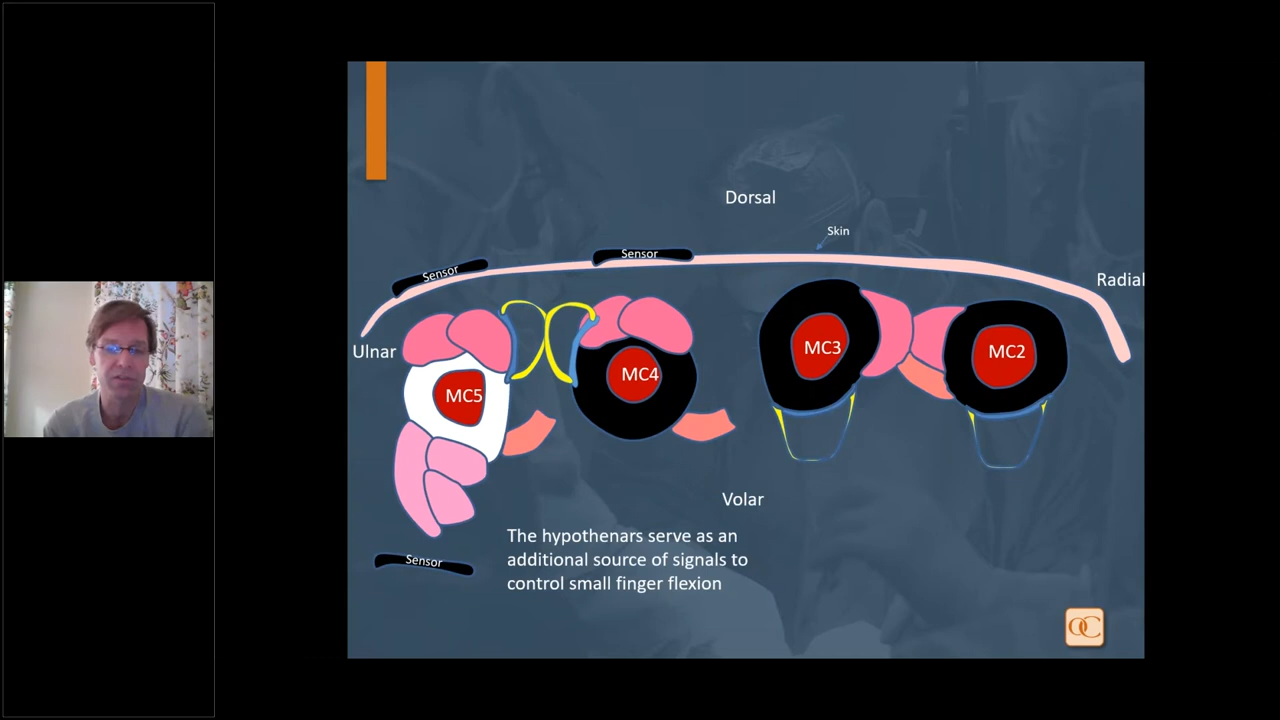 Dorsal
Skin
Sensor
Sensor
Radial
Ulnar
MC3
MC2
MC4
MC5
Volar
The hypothenars serve as an
additional source of signals to
control small finger flexion
Sensor
OC